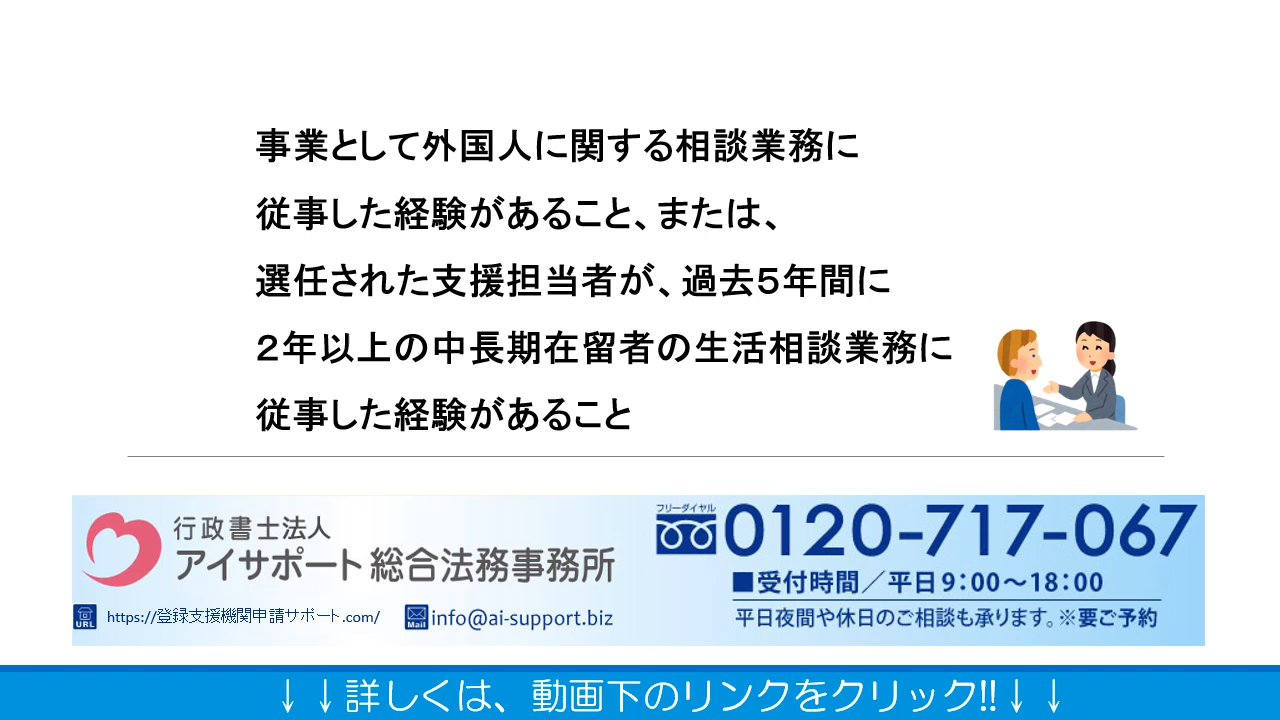 事業として外国人に関する相談業務に
従事した経験があること、または、
選任された支援担当者が、過去５年間に
２年以上の中長期在留者の生活相談業務に
従事した経験があること
行政書士法人
アイサポート総合法務事務所
URL https://登録支援機関申請サポート.com/
Mail info@ai-support.biz
フリーダイヤル
0120-717-067
■受付時間／平日9：00〜18：00
平日夜間や休日のご相談も承ります。※要ご予約
↓↓詳しくは、動画下のリンクをクリック!!↓↓